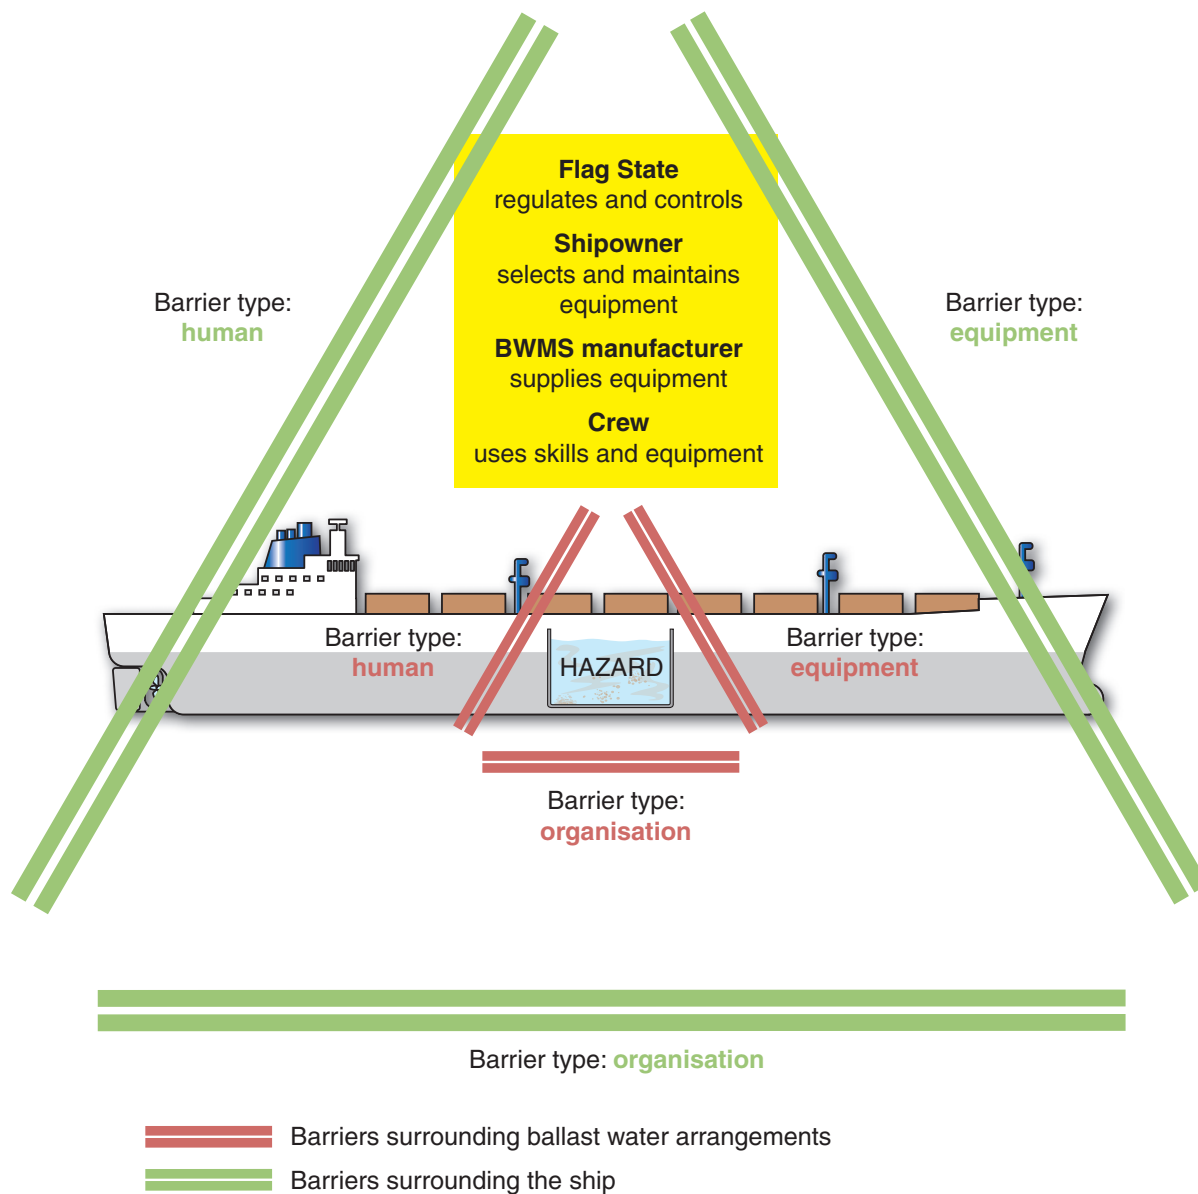 Flag State
regulates and controls
Shipowner
selects and maintains
equipment
BWMS manufacturer
supplies equipment
Crew
uses skills and equipment
Barrier type:
human
Barrier type:
equipment
Barrier type:
human
HAZARD
Barrier type:
equipment
Barrier type:
organisation
Barrier type: organisation
Barriers surrounding ballast water arrangements
Barriers surrounding the ship